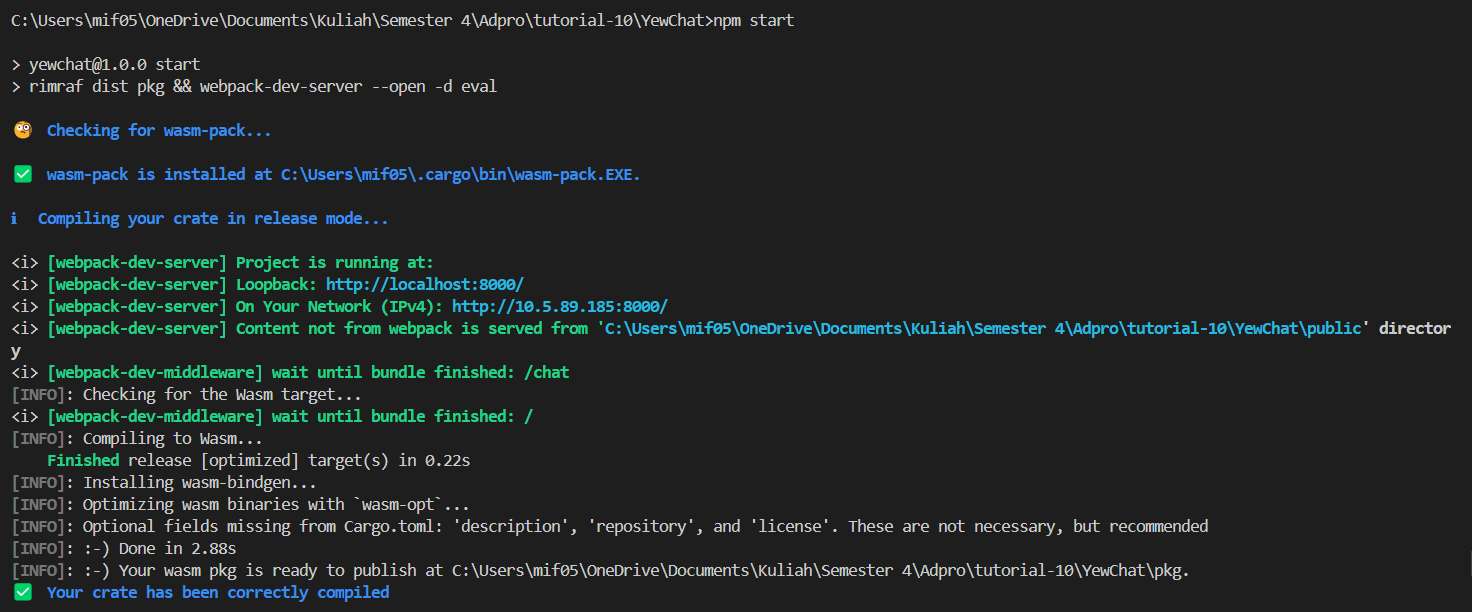 C:\Users\mif05\OneDrive\Documents\Kuliah\Semester 4\Adpro\tutorial-10\YewChat>npm start
> yewchat@1.0.0 start
> rimraf dist pkg && webpack-dev-server --open -d eval
🧐 Checking for wasm-pack...
✅ wasm-pack is installed at C:\Users\mif05\.cargo\bin\wasm-pack.EXE.
ℹ️ Compiling your crate in release mode...
<i> [webpack-dev-server] Project is running at:
<i> [webpack-dev-server] Loopback: http://localhost:8000/
<i> [webpack-dev-server] On Your Network (IPv4): http://10.5.89.185:8000/
<i> [webpack-dev-server] Content not from webpack is served from 'C:\Users\mif05\OneDrive\Documents\Kuliah\Semester 4\Adpro\tutorial-10\YewChat\public' director
y
<i> [webpack-dev-middleware] wait until bundle finished: /chat
[INFO]: Checking for the Wasm target...
<i> [webpack-dev-middleware] wait until bundle finished: /
[INFO]: Compiling to Wasm...
Finished release [optimized] target(s) in 0.22s
[INFO]: Installing wasm-bindgen...
[INFO]: Optimizing wasm binaries with `wasm-opt`...
[INFO]: Optional fields missing from Cargo.toml: 'description', 'repository', and 'license'. These are not necessary, but recommended
[INFO]: :-) Done in 2.88s
[INFO]: :-) Your wasm pkg is ready to publish at C:\Users\mif05\OneDrive\Documents\Kuliah\Semester 4\Adpro\tutorial-10\YewChat\pkg.
✅ Your crate has been correctly compiled